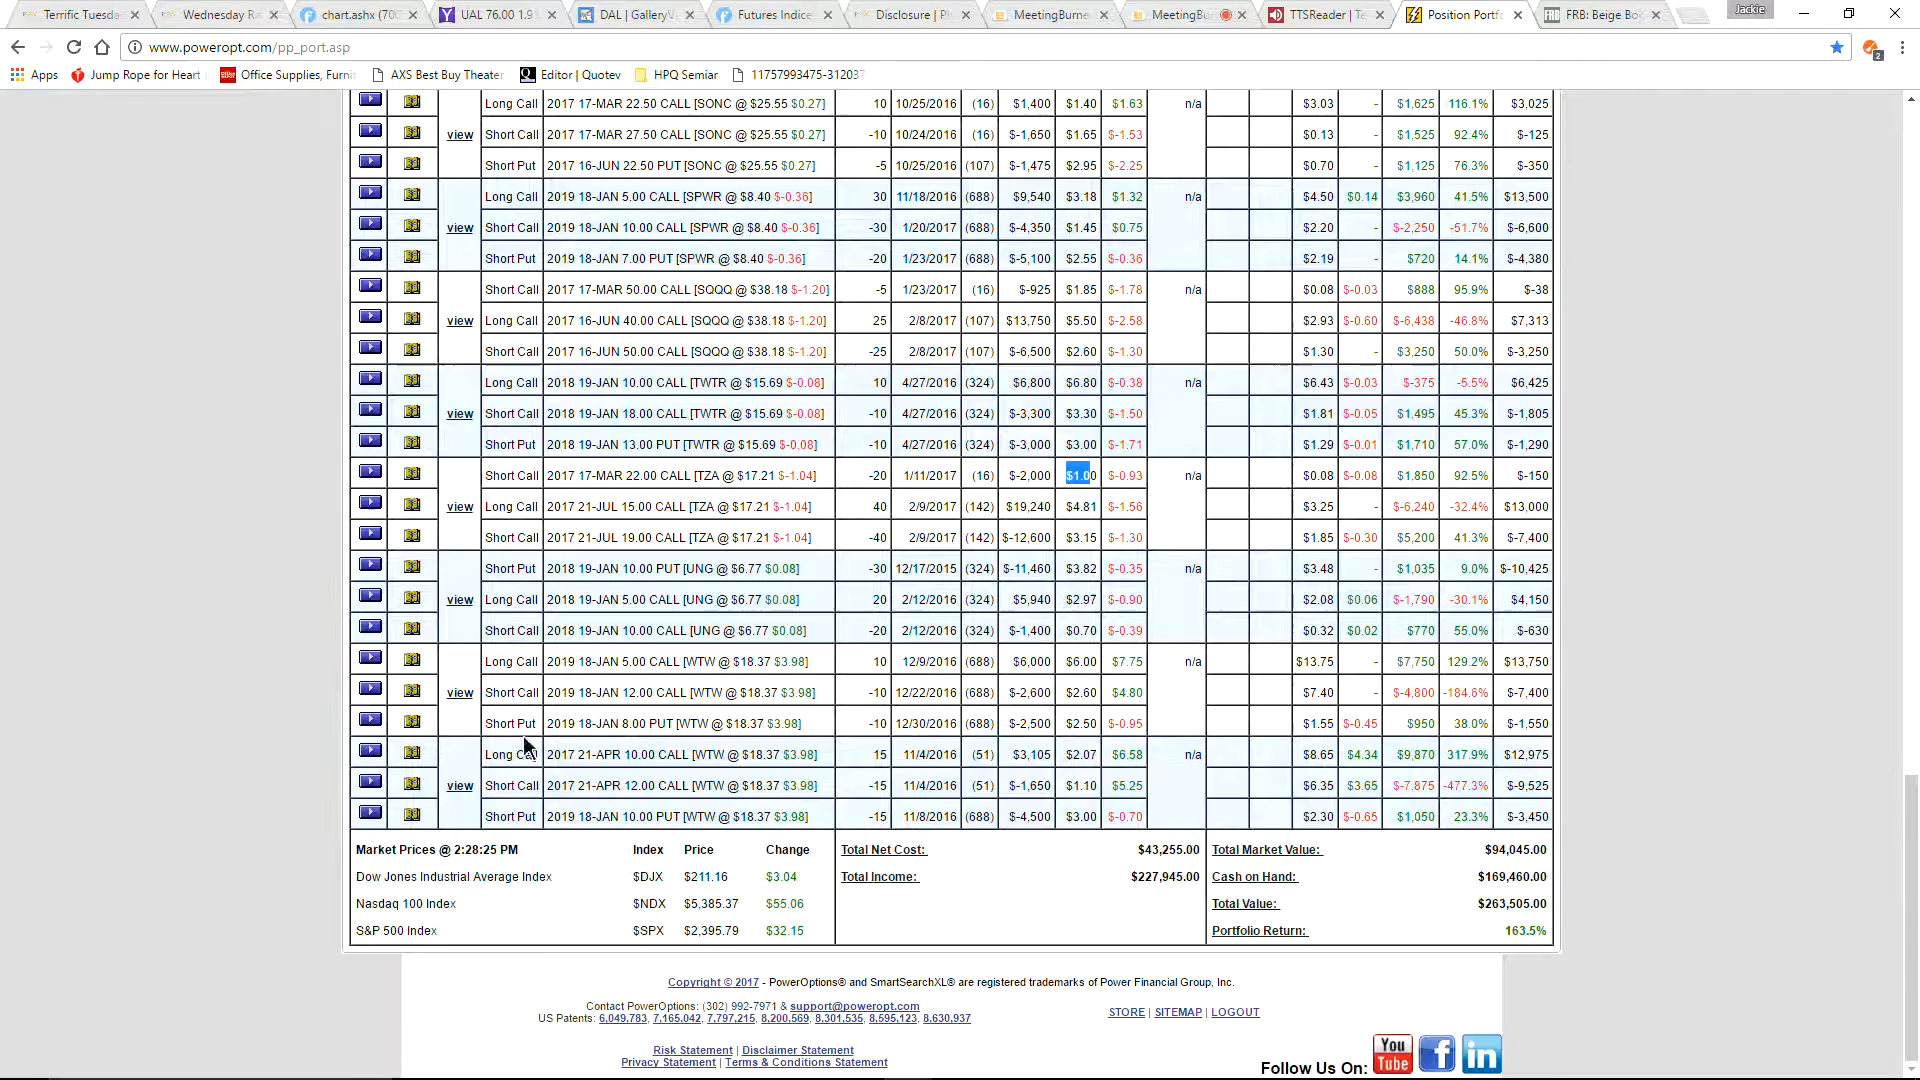 Terrific Tuesda
Wednesday R
chart.ashx (700
UAL 76.00 1.91
DAL | GalleryV
Futures Indice
Disclosure | P
MeetingBurne
MeetingBu
TTSReader | Te
Position Portfo
FRB: Beige Bo
Jackie
www.poweropt.com/pp_port.asp
2
Apps
Jump Rope for Heart
Office Supplies, Furni
AXS Best Buy Theater
Editor | Quotev
HPQ Semiar
11757993475-312037
Long Call 2017 17-MAR 22.50 CALL [SONC @ $25.55 $0.27] 10 10/25/2016 (16) $1,400 $1.40 $1.63 n/a $3.03 - $1,625 116.1% $3,025
view Short Call 2017 17-MAR 27.50 CALL [SONC @ $25.55 $0.27] -10 10/24/2016 (16) $-1,650 $1.65 $-1.53 $0.13 - $1,525 92.4% $-125
Short Put 2017 16-JUN 22.50 PUT [SONC @ $25.55 $0.27] -5 10/25/2016 (107) $-1,475 $2.95 $-2.25 $0.70 - $1,125 76.3% $-350
Long Call 2019 18-JAN 5.00 CALL [SPWR @ $8.40 $-0.36] 30 11/18/2016 (688) $9,540 $3.18 $1.32 n/a $4.50 $0.14 $3,960 41.5% $13,500
view Short Call 2019 18-JAN 10.00 CALL [SPWR @ $8.40 $-0.36] -30 1/20/2017 (688) $-4,350 $1.45 $0.75 $2.20 - $-2,250 -51.7% $-6,600
Short Put 2019 18-JAN 7.00 PUT [SPWR @ $8.40 $-0.36] -20 1/23/2017 (688) $-5,100 $2.55 $-0.36 $2.19 $720 14.1% $-4,380
Short Call 2017 17-MAR 50.00 CALL [SQQQ @ $38.18 $-1.20] -5 1/23/2017 (16) $-925 $1.85 $-1.78 n/a $0.08 $-0.03 $888 95.9% $-38
view Long Call 2017 16-JUN 40.00 CALL [SQQQ @ $38.18 $-1.20] 25 2/8/2017 (107) $13,750 $5.50 $-2.58 $2.93 $-0.60 $-6,438 -46.8% $7,313
Short Call 2017 16-JUN 50.00 CALL [SQQQ @ $38.18 $-1.20] -25 2/8/2017 (107) $-6,500 $2.60 $-1.30 $1.30 - $3,250 50.0% $-3,250
Long Call 2018 19-JAN 10.00 CALL [TWTR @ $15.69 $-0.08] 10 4/27/2016 (324) $6,800 $6.80 $-0.38 n/a $6.43 $-0.03 $-375 -5.5% $6,425
view Short Call 2018 19-JAN 18.00 CALL [TWTR @ $15.69 $-0.08] -10 4/27/2016 (324) $-3,300 $3.30 $-1.50 $1.81 $-0.05 $1,495 45.3% $-1,805
Short Put 2018 19-JAN 13.00 PUT [TWTR @ $15.69 $-0.08] -10 4/27/2016 (324) $-3,000 $3.00 $-1.71 $1.29 $-0.01 $1,710 57.0% $-1,290
Short Call 2017 17-MAR 22.00 CALL [TZA @ $17.21 $-1.04] -20 1/11/2017 (16) $-2,000 $1.00 $-0.93 n/a $0.08 $-0.08 $1,850 92.5% $-150
view Long Call 2017 21-JUL 15.00 CALL [TZA @ $17.21 $-1.04] 40 2/9/2017 (142) $19,240 $4.81 $-1.56 $3.25 - $-6,240 -32.4% $13,000
Short Call 2017 21-JUL 19.00 CALL [TZA @ $17.21 $-1.04] -40 2/9/2017 (142) $-12,600 $3.15 $-1.30 $1.85 $-0.30 $5,200 41.3% $-7,400
Short Put 2018 19-JAN 10.00 PUT [UNG @ $6.77 $0.08] -30 12/17/2015 (324) $-11,460 $3.82 $-0.35 n/a $3.48 - $1,035 9.0% $-10,425
view Long Call 2018 19-JAN 5.00 CALL [UNG @ $6.77 $0.08] 20 2/12/2016 (324) $5,940 $2.97 $-0.90 $2.08 $0.06 $-1,790 -30.1% $4,150
Short Call 2018 19-JAN 10.00 CALL [UNG @ $6.77 $0.08] -20 2/12/2016 (324) $-1,400 $0.70 $-0.39 $0.32 $0.02 $770 55.0% $-630
Long Call 2019 18-JAN 5.00 CALL [WTW @ $18.37 $3.98] 10 12/9/2016 (688) $6,000 $6.00 $7.75 n/a $13.75 - $7,750 129.2% $13,750
view Short Call 2019 18-JAN 12.00 CALL [WTW @ $18.37 $3.98] -10 12/22/2016 (688) $-2,600 $2.60 $4.80 $7.40 - $-4,800 -184.6% $-7,400
Short Put 2019 18-JAN 8.00 PUT [WTW @ $18.37 $3.98] -10 12/30/2016 (688) $-2,500 $2.50 $-0.95 $1.55 $-0.45 $950 38.0% $-1,550
Long Call 2017 21-APR 10.00 CALL [WTW @ $18.37 $3.98] 15 11/4/2016 (51) $3,105 $2.07 $6.58 n/a $8.65 $4.34 $9,870 317.9% $12,975
view Short Call 2017 21-APR 12.00 CALL [WTW @ $18.37 $3.98] -15 11/4/2016 (51) $-1,650 $1.10 $5.25 $6.35 $3.65 $-7,875 -477.3% $-9,525
Short Put 2019 18-JAN 10.00 PUT [WTW @ $18.37 $3.98] -15 11/8/2016 (688) $-4,500 $3.00 $-0.70 $2.30 $-0.65 $1,050 23.3% $-3,450
Market Prices @ 2:28:25 PM Index Price Change Total Net Cost: $43,255.00 Total Market Value: $94,045.00
Dow Jones Industrial Average Index $DJX $211.16 $3.04 Total Income: $227,945.00 Cash on Hand: $169,460.00
Nasdaq 100 Index $NDX $5,385.37 $55.06 Total Value: $263,505.00
S&P 500 Index $SPX $2,395.79 $32.15 Portfolio Return: 163.5%
Copyright © 2017 - PowerOptions® and SmartSearchXL® are registered trademarks of Power Financial Group, Inc.
Contact PowerOptions: (302) 992-7971 & support@poweropt.com
US Patents: 6,049,783, 7,165,042, 7,797,215, 8,200,569, 8,301,535, 8,595,123, 8,630,937
STORE | SITEMAP | LOGOUT
Risk Statement | Disclaimer Statement
Privacy Statement | Terms & Conditions Statement
Follow Us On: You Tube f in